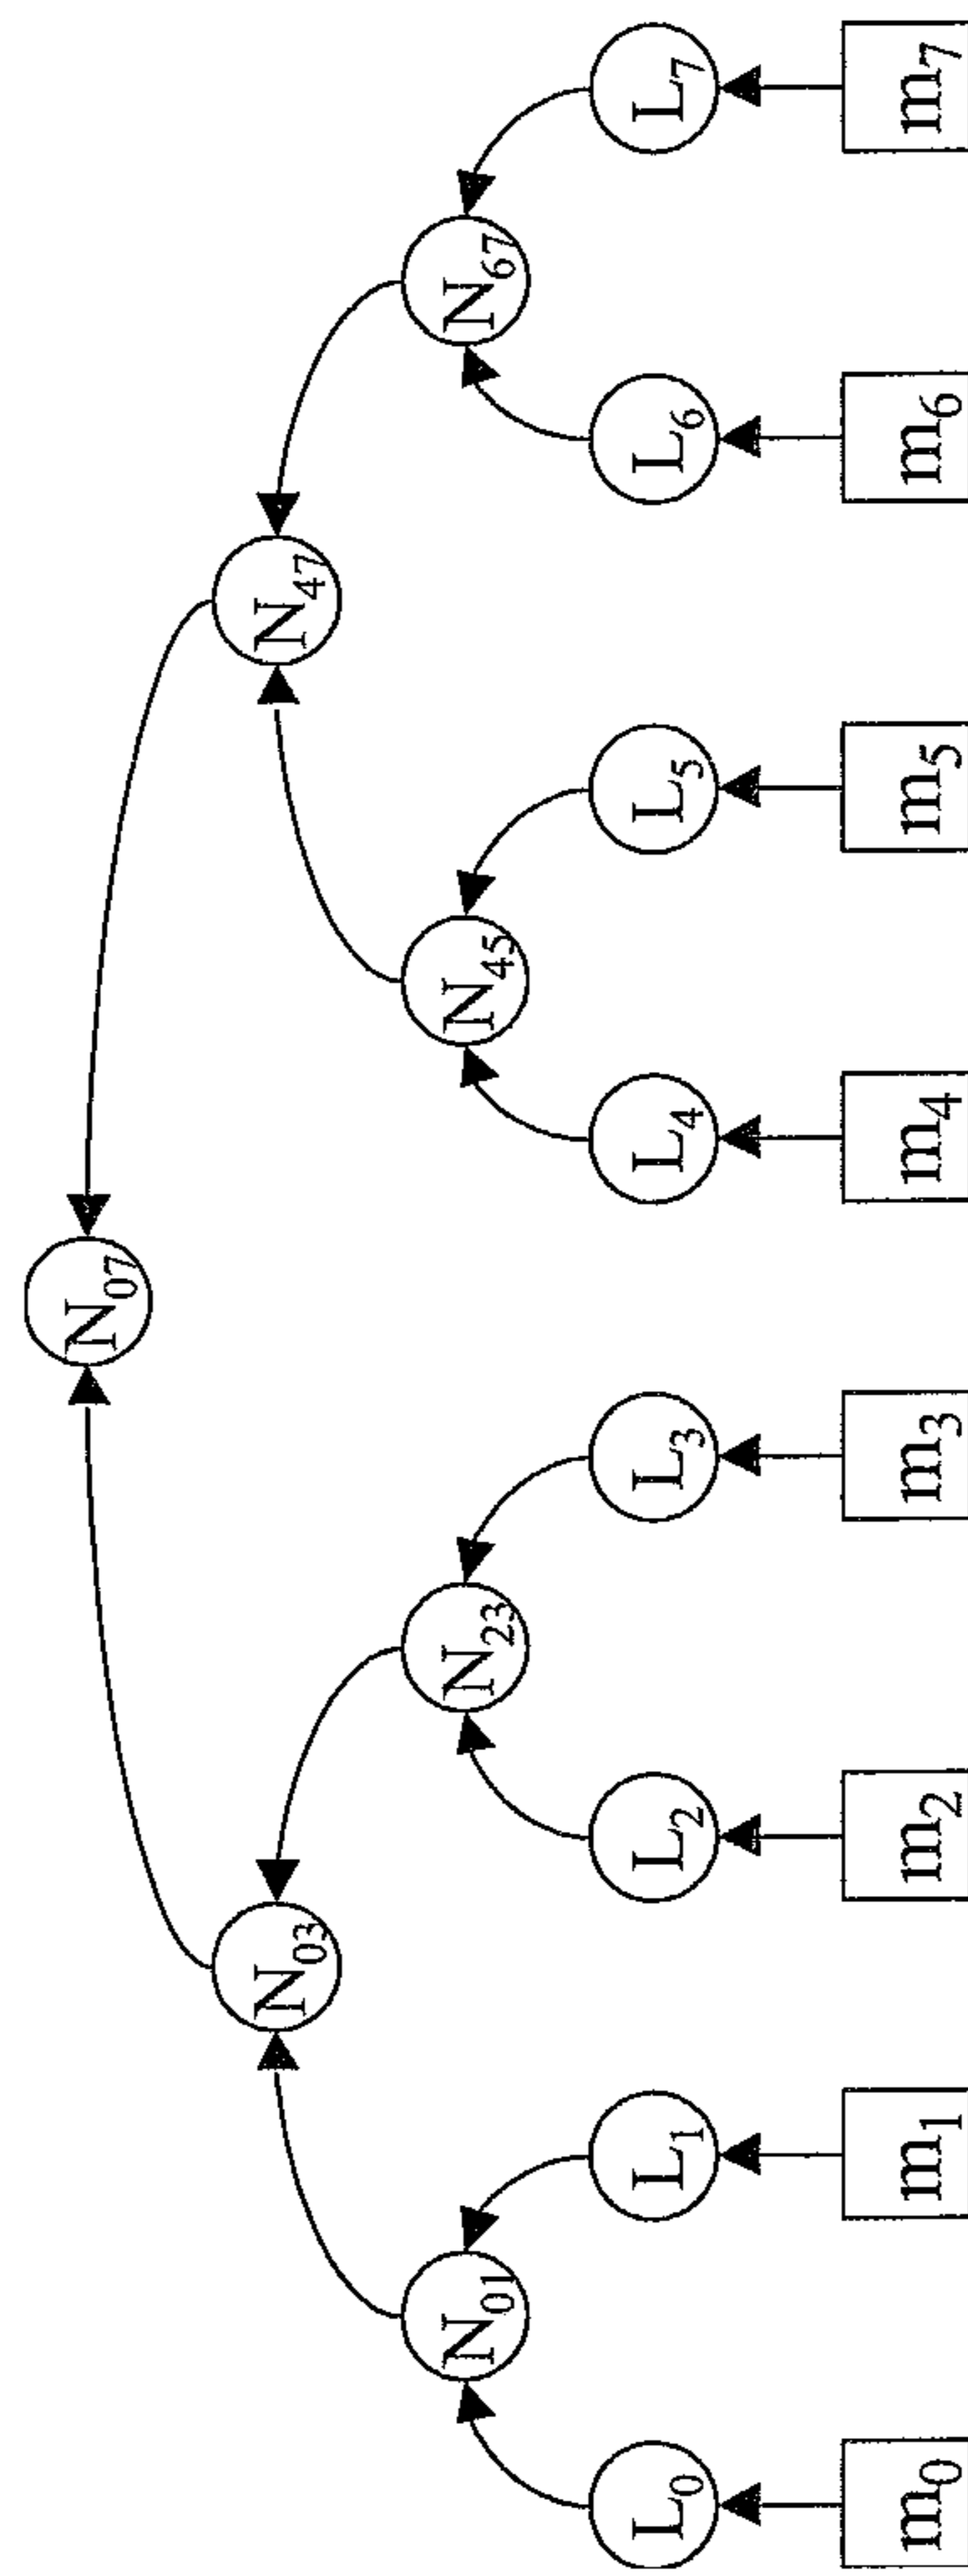 N₀₇
N₀₃ N₄₇
N₀₁ N₂₃ N₄₅ N₆₇
L₀ L₁ L₂ L₃ L₄ L₅ L₆ L₇
m₀ m₁ m₂ m₃ m₄ m₅ m₆ m₇